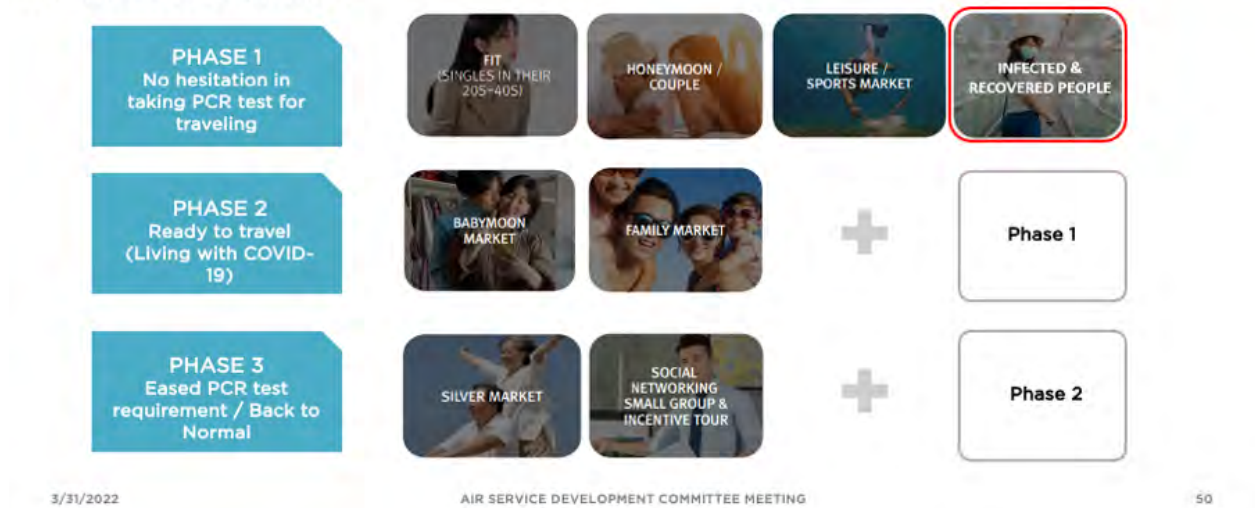 PHASE 1
No hesitation in
taking PCR test for
traveling
FIT
(SINGLES IN THEIR
20S-40S)
HONEYMOON /
COUPLE
LEISURE /
SPORTS MARKET
INFECTED &
RECOVERED PEOPLE
PHASE 2
Ready to travel
(Living with COVID-
19)
BABYMOON
MARKET
FAMILY MARKET
Phase 1
PHASE 3
Eased PCR test
requirement / Back to
Normal
SILVER MARKET
SOCIAL
NETWORKING
SMALL GROUP &
INCENTIVE TOUR
Phase 2
3/31/2022
AIR SERVICE DEVELOPMENT COMMITTEE MEETING
50